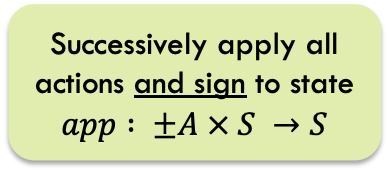 Successively apply all
actions and sign to state
app : ±A × S → S